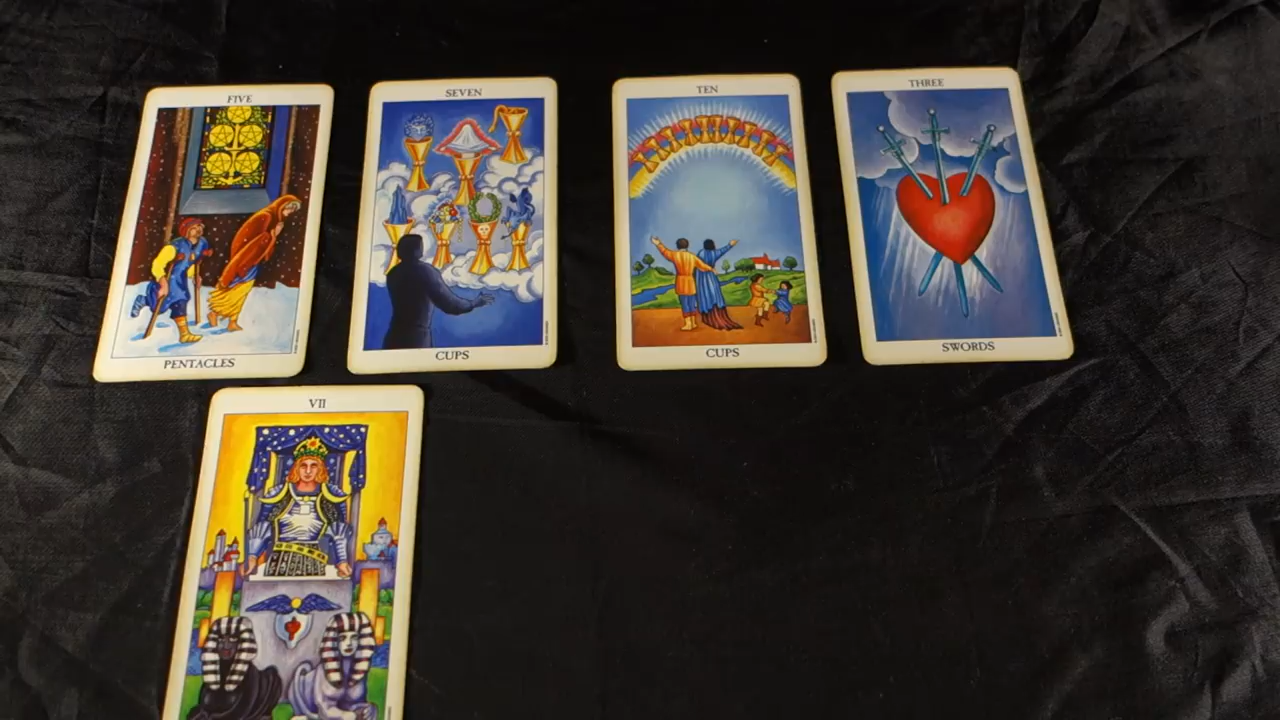 FIVE
PENTACLES
SEVEN
CUPS
TEN
CUPS
THREE
SWORDS
VII